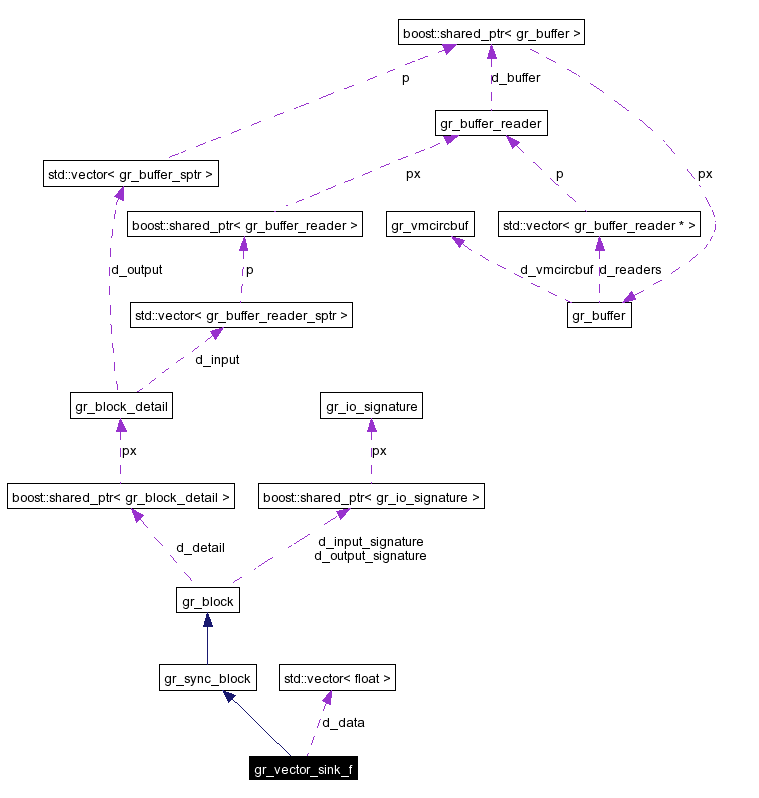 boost::shared_ptr< gr_buffer >
p
d_buffer
gr_buffer_reader
std::vector< gr_buffer_sptr >
px
p
px
boost::shared_ptr< gr_buffer_reader >
gr_vmcircbuf
std::vector< gr_buffer_reader * >
d_output
p
d_vmcircbuf
d_readers
std::vector< gr_buffer_reader_sptr >
gr_buffer
d_input
gr_block_detail
gr_io_signature
px
px
boost::shared_ptr< gr_block_detail >
boost::shared_ptr< gr_io_signature >
d_detail
d_input_signature
d_output_signature
gr_block
gr_sync_block
std::vector< float >
d_data
gr_vector_sink_f